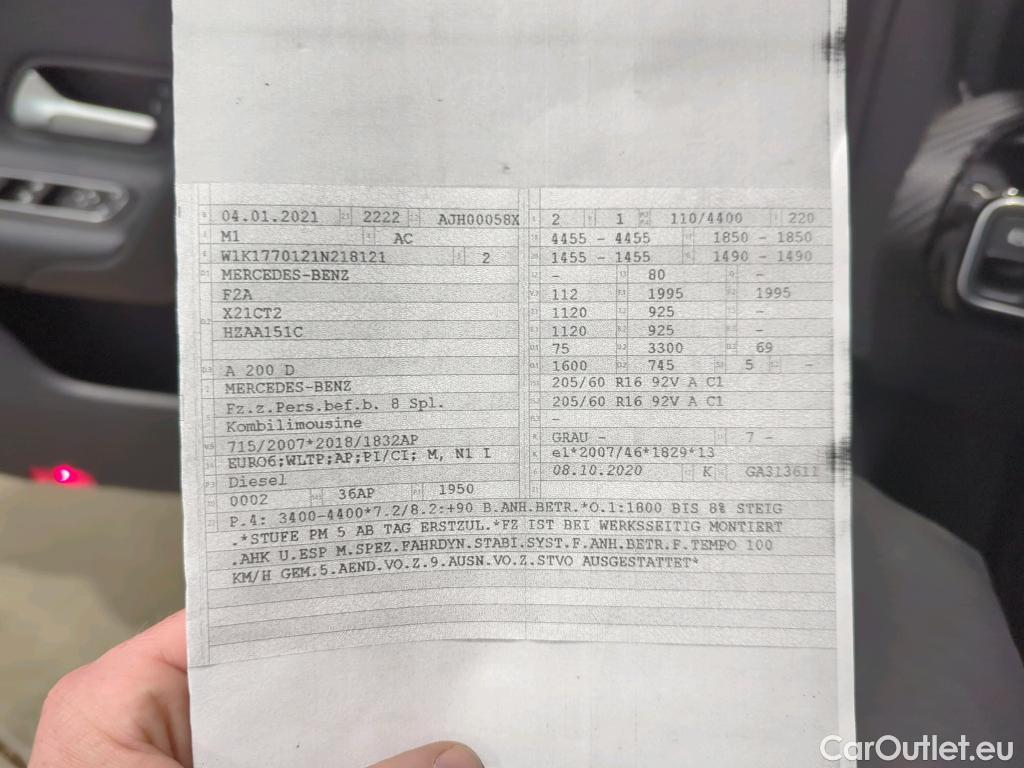 04.01.2021 2222 AJH00058X 2 1 110/4400 220
M1 AC 4455 - 4455 1850 - 1850
W1K1770121N218121 2 1455 - 1455 1490 - 1490
MERCEDES-BENZ - 80 -
F2A 112 1995 1995
X21CT2 1120 925 -
HZAA151C 1120 925 -
75 3300 69
A 200 D 1600 745 5 -
MERCEDES-BENZ 205/60 R16 92V A C1
Fz.z.Pers.bef.b. 8 Spl. 205/60 R16 92V A C1
Kombilimousine -
715/2007*2018/1832AP GRAU - 7 -
EURO6;WLTP;AP;PI/CI; M, N1 I e1*2007/46*1829*13
Diesel 08.10.2020 K GA313611
0002 36AP 1950
P.4: 3400-4400*7.2/8.2:+90 B.ANH.BETR.*O.1:1800 BIS 8% STEIG
.*STUFE PM 5 AB TAG ERSTZUL.*FZ IST BEI WERKSSEITIG MONTIERT
.AHK U.ESP M.SPEZ.FAHRDYN.STABI.SYST.F.ANH.BETR.F.TEMPO 100
KM/H GEM.5.AEND.VO.Z.9.AUSN.VO.Z.STVO AUSGESTATTET*
CarOutlet.eu